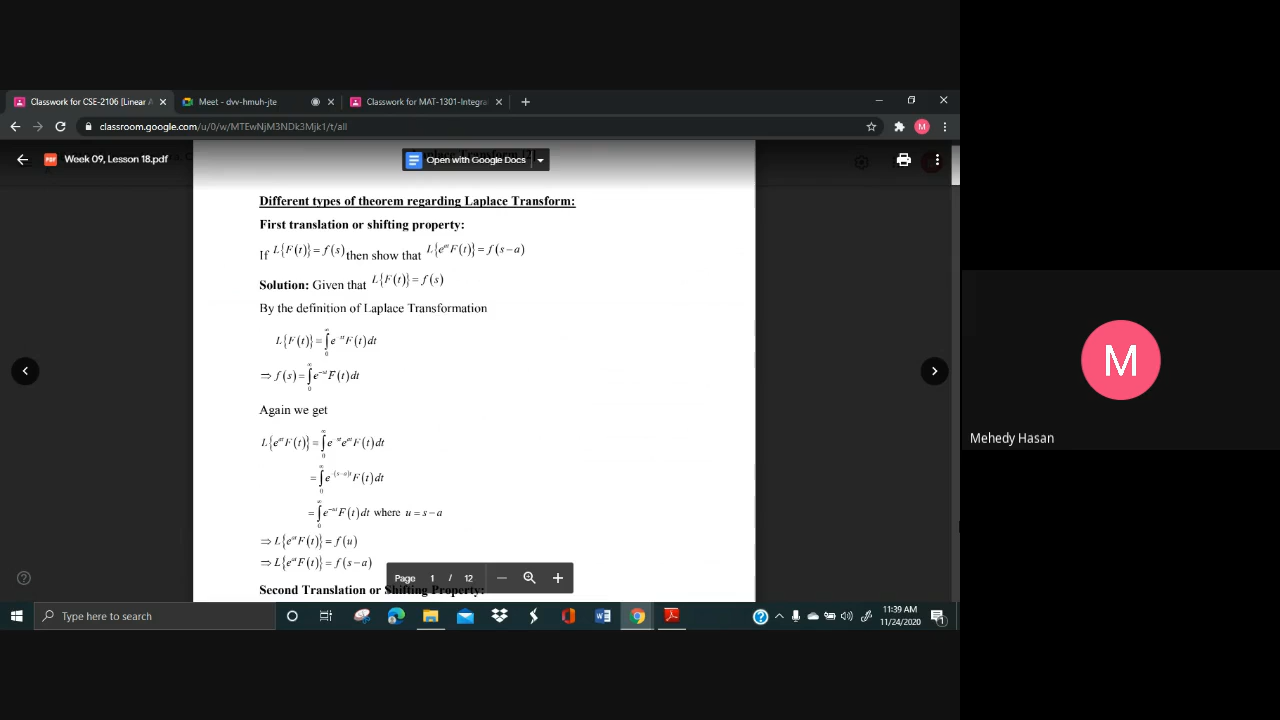 Classwork for CSE-2106 [Linear A
Meet - dvv-hmuh-jte
Classwork for MAT-1301-Integra
classroom.google.com/u/0/w/MTEwNjM3NDk3Mjk1/t/all
M
PDF Week 09, Lesson 18.pdf
Open with Google Docs
Different types of theorem regarding Laplace Transform:
First translation or shifting property:
If L{F(t)} = f(s) then show that L{e^{at}F(t)} = f(s-a)
Solution: Given that L{F(t)} = f(s)
By the definition of Laplace Transformation
L{F(t)} = ∫_0^∞ e^{-st}F(t)dt
⇒ f(s) = ∫_0^∞ e^{-st}F(t)dt
Again we get
L{e^{at}F(t)} = ∫_0^∞ e^{-st}e^{at}F(t)dt
= ∫_0^∞ e^{-(s-a)t}F(t)dt
= ∫_0^∞ e^{-ut}F(t)dt where u = s-a
⇒ L{e^{at}F(t)} = f(u)
⇒ L{e^{at}F(t)} = f(s-a)
Page 1 / 12
Second Translation or Shifting Property:
M
Mehedy Hasan
Type here to search
11:39 AM
11/24/2020
1